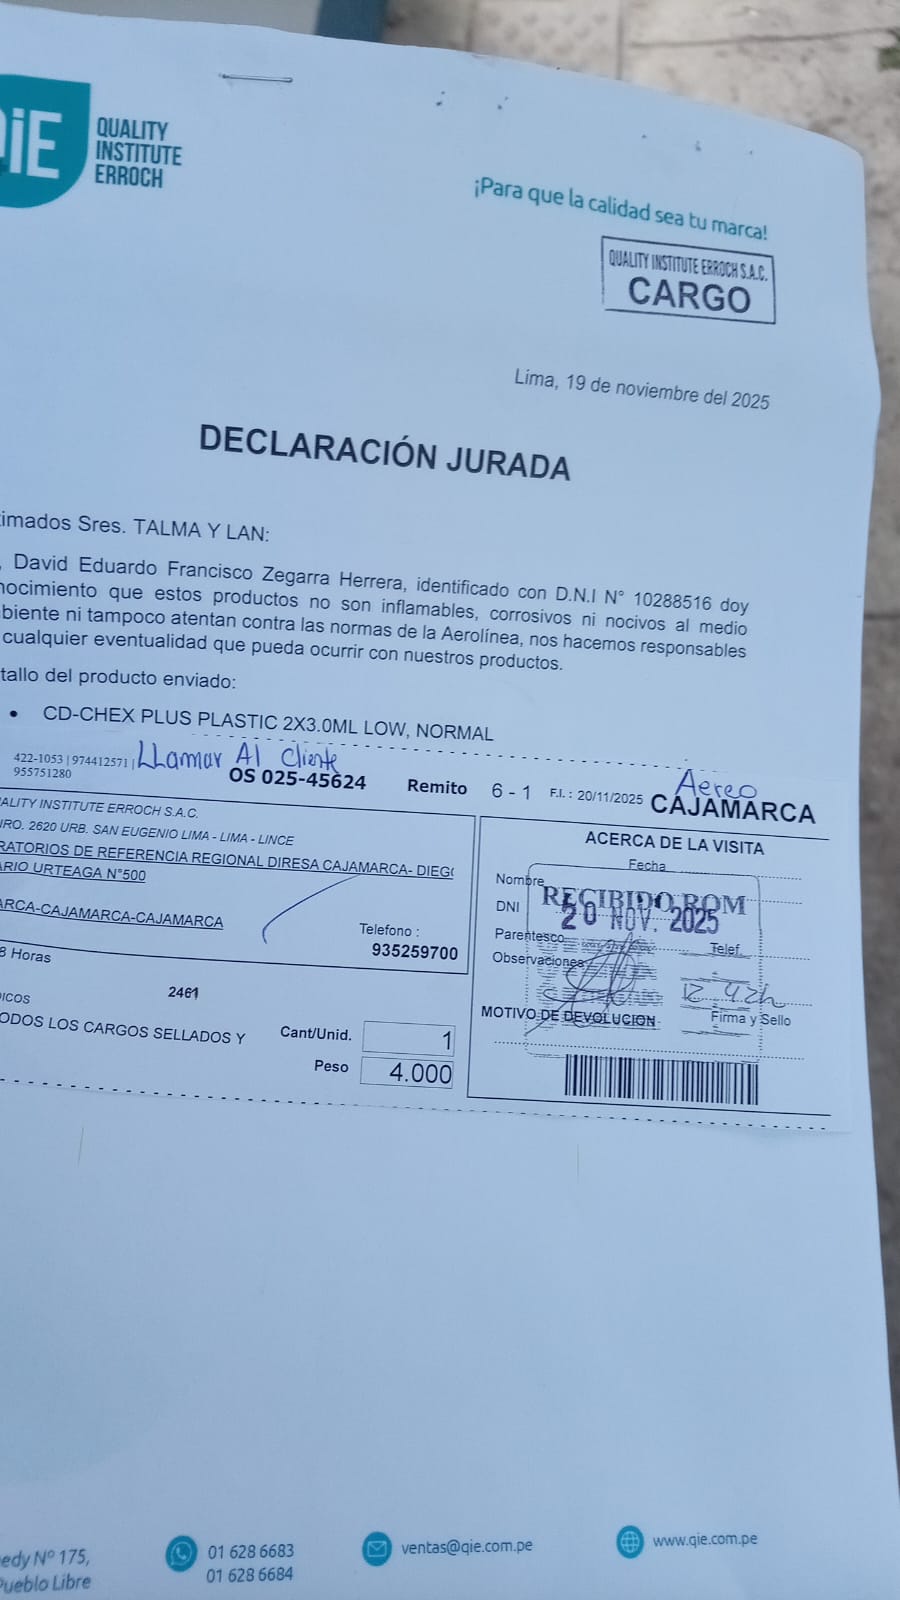 QiE
QUALITY
INSTITUTE
ERROCH
¡Para que la calidad sea tu marca!
QUALITY INSTITUTE ERROCH S.A.C.
CARGO
Lima, 19 de noviembre del 2025
DECLARACIÓN JURADA
timados Sres. TALMA Y LAN:
, David Eduardo Francisco Zegarra Herrera, identificado con D.N.I N° 10288516 doy
nocimiento que estos productos no son inflamables, corrosivos ni nocivos al medio
biente ni tampoco atentan contra las normas de la Aerolínea, nos hacemos responsables
cualquier eventualidad que pueda ocurrir con nuestros productos.
tallo del producto enviado:
• CD-CHEX PLUS PLASTIC 2X3.0ML LOW, NORMAL
422-1053 | 974412571 | LLamar Al Cliente
955751280
OS 025-45624 Remito 6 - 1 F.I. : 20/11/2025 Aereo
CAJAMARCA
ALITY INSTITUTE ERROCH S.A.C.
NRO. 2620 URB. SAN EUGENIO LIMA - LIMA - LINCE
RATORIOS DE REFERENCIA REGIONAL DIRESA CAJAMARCA- DIEG
ARIO URTEAGA N°500
ARCA-CAJAMARCA-CAJAMARCA
Telefono :
935259700
8 Horas
2461
DICOS
ODOS LOS CARGOS SELLADOS Y
Cant/Unid. 1
Peso 4.000
ACERCA DE LA VISITA
Fecha
Nombre
RECIBIDO ROM
DNI
20 NOV. 2025
Parentesco
Telef.
Observaciones
12 42h
MOTIVO DE DEVOLUCION
Firma y Sello
edy Nº 175,
Pueblo Libre
01 628 6683
01 628 6684
ventas@qie.com.pe
www.qie.com.pe